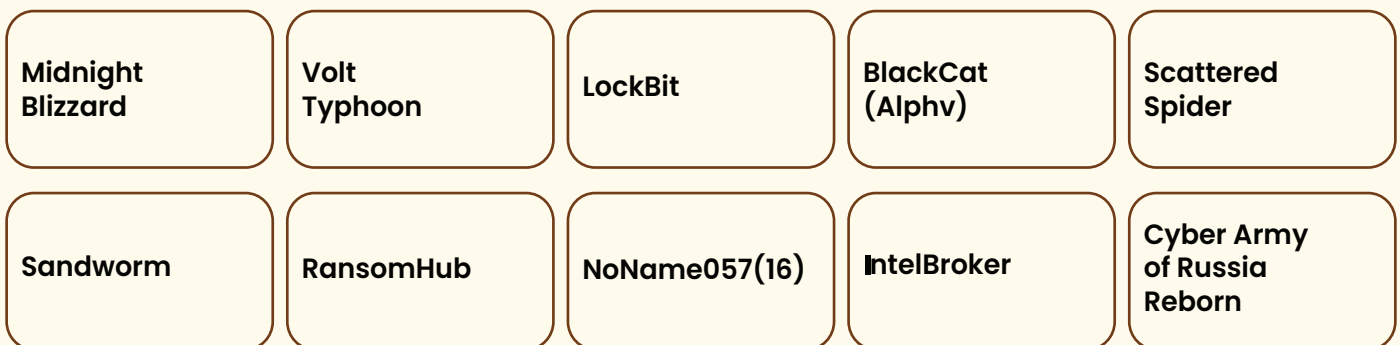 Midnight
Blizzard
Volt
Typhoon
LockBit
BlackCat
(Alphv)
Scattered
Spider
Sandworm
RansomHub
NoName057(16)
IntelBroker
Cyber Army
of Russia
Reborn